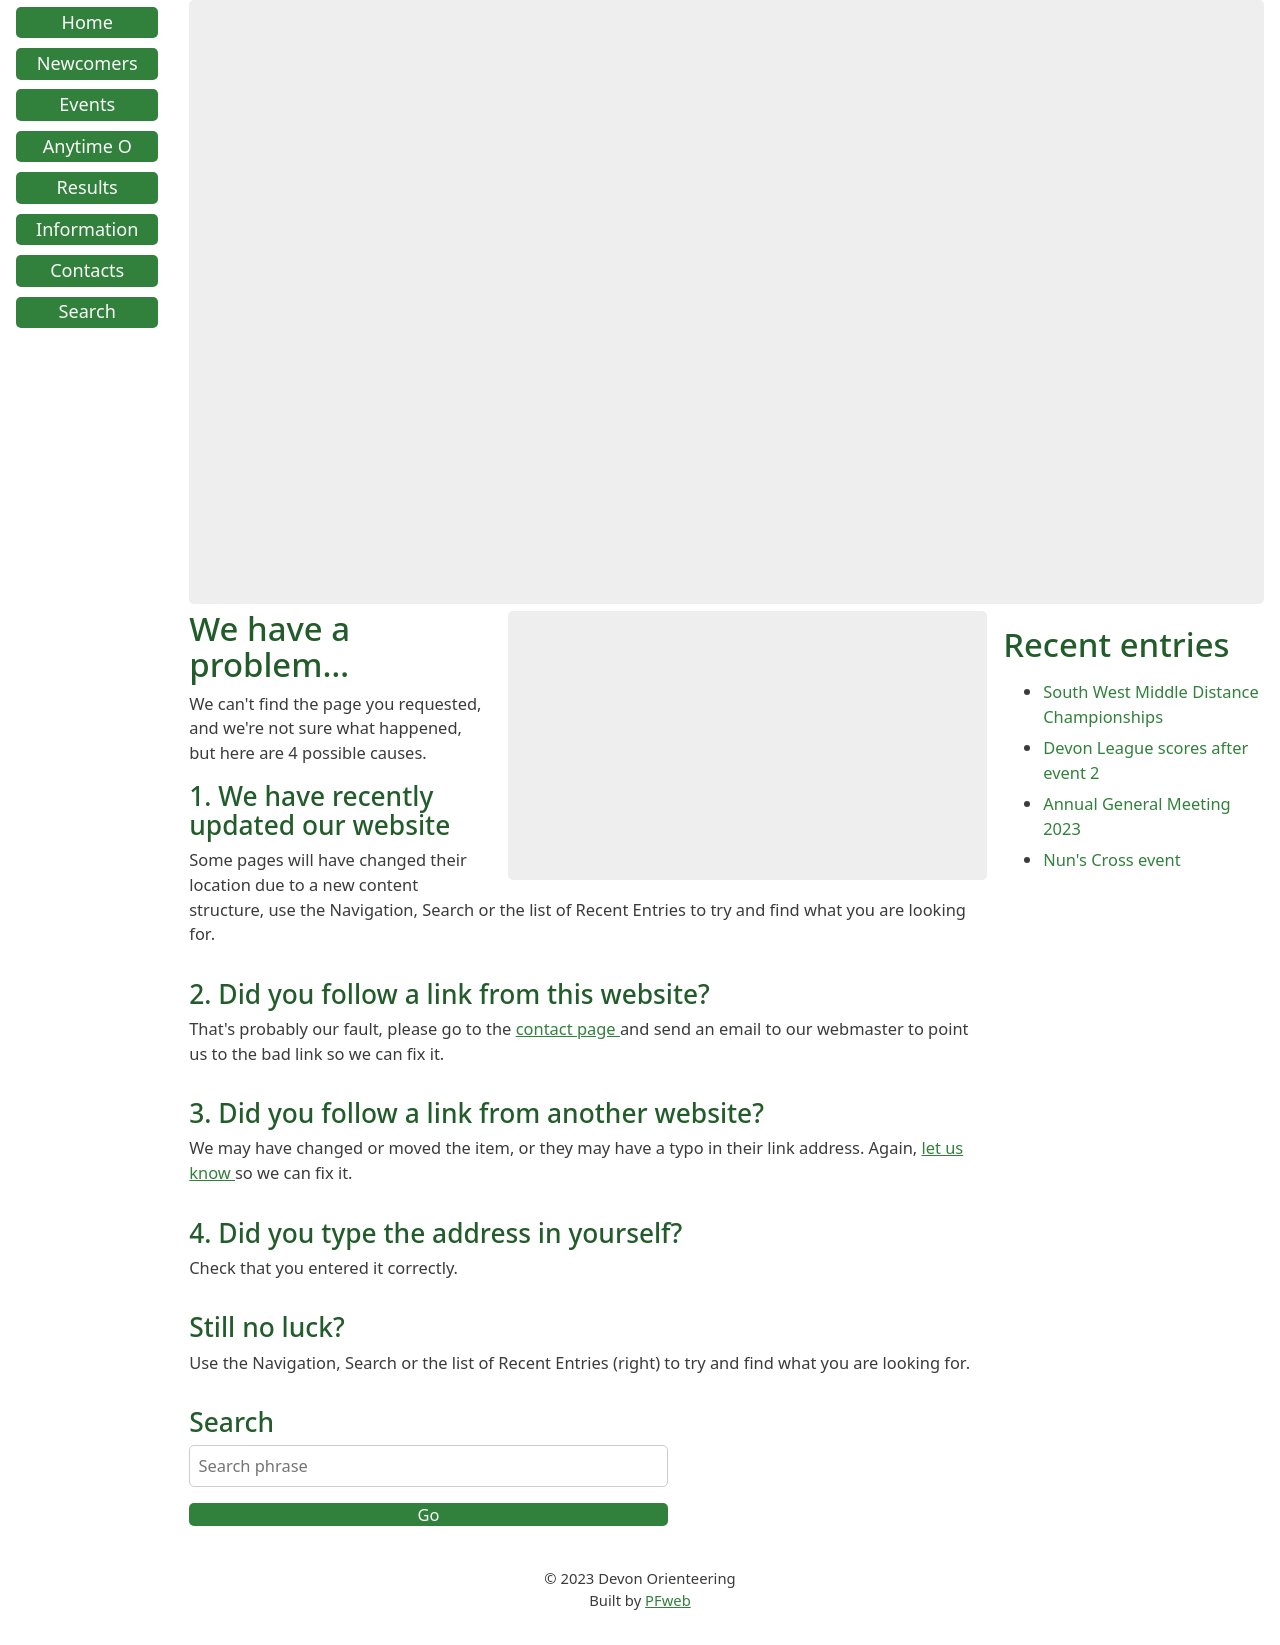 Home
Newcomers
Events
Anytime O
Results
Information
Contacts
Search
We have a
problem...
We can't find the page you requested,
and we're not sure what happened,
but here are 4 possible causes.
1. We have recently
updated our website
Some pages will have changed their
location due to a new content
structure, use the Navigation, Search or the list of Recent Entries to try and find what you are looking
for.
2. Did you follow a link from this website?
That's probably our fault, please go to the contact page and send an email to our webmaster to point
us to the bad link so we can fix it.
3. Did you follow a link from another website?
We may have changed or moved the item, or they may have a typo in their link address. Again, let us
know so we can fix it.
4. Did you type the address in yourself?
Check that you entered it correctly.
Still no luck?
Use the Navigation, Search or the list of Recent Entries (right) to try and find what you are looking for.
Search
Search phrase
Go
Recent entries
South West Middle Distance
Championships
Devon League scores after
event 2
Annual General Meeting
2023
Nun's Cross event
© 2023 Devon Orienteering
Built by PFweb